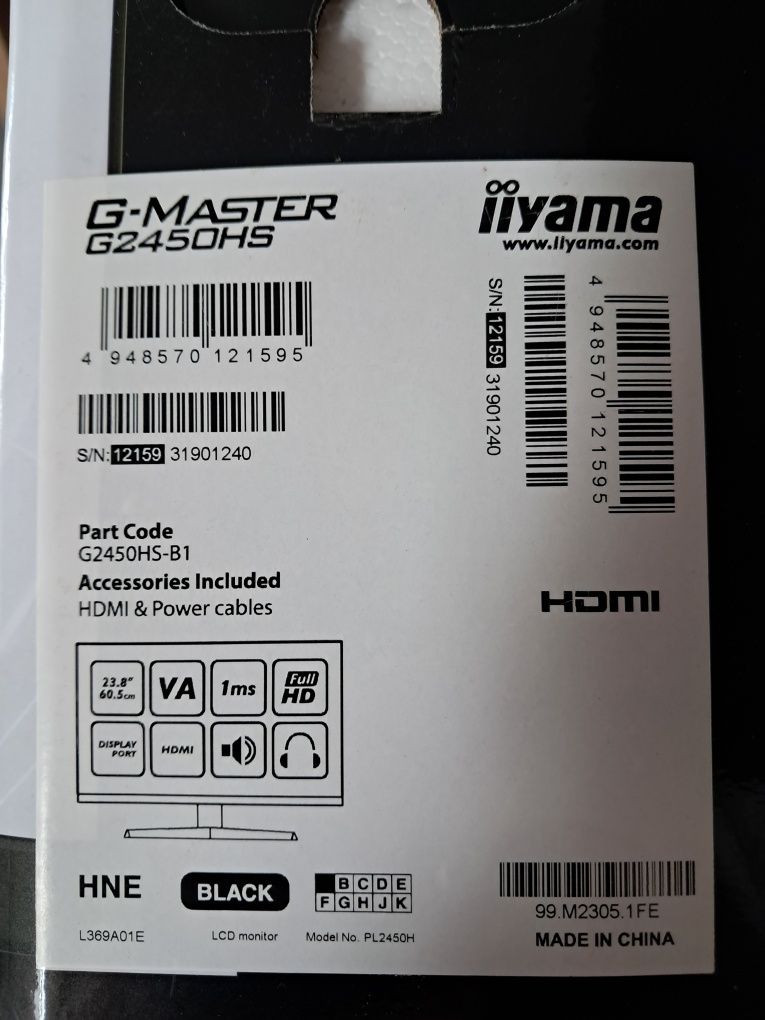 G-MASTER
G2450HS
iiyama
www.iiyama.com
4 948570 121595
S/N: 12159 31901240
S/N: 12159 31901240
4 948570 121595
Part Code
G2450HS-B1
Accessories Included
HDMI & Power cables
HDMI
23.8" 60.5cm
VA
1ms
Full HD
DISPLAY PORT
HDMI
HNE
BLACK
B C D E
F G H J K
L369A01E
LCD monitor
Model No. PL2450H
99.M2305.1FE
MADE IN CHINA